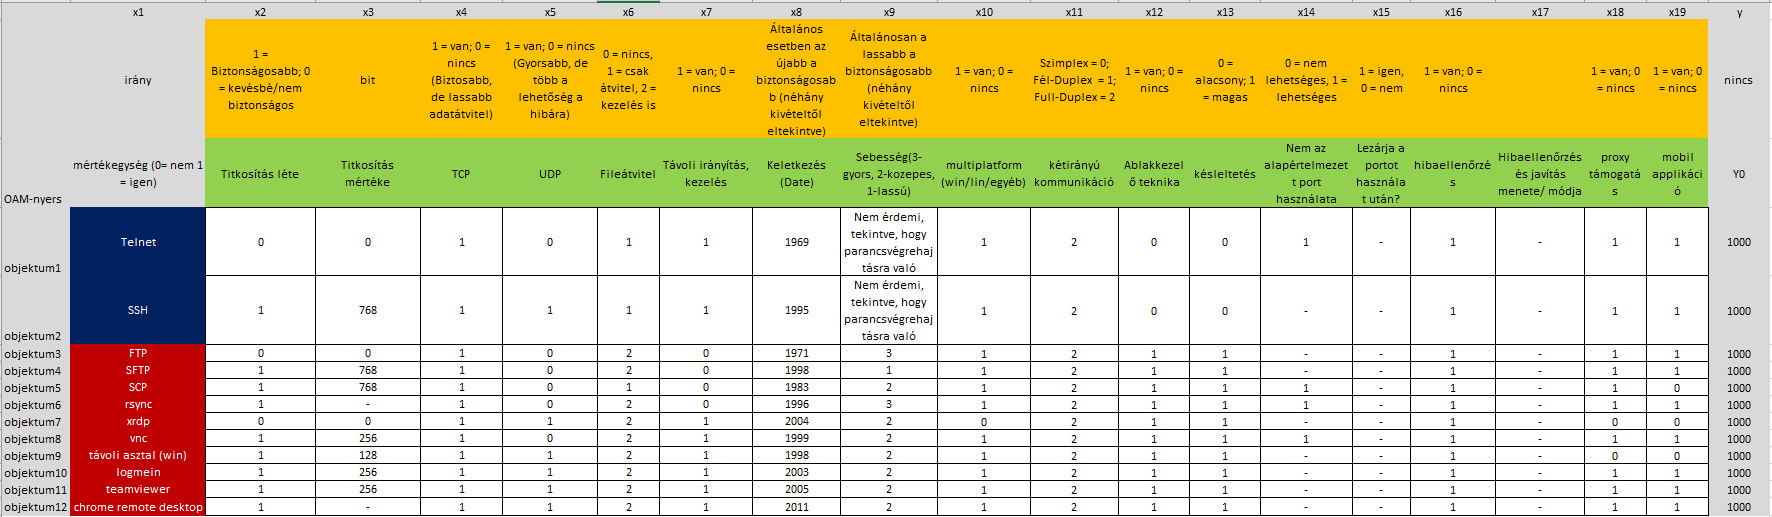 x1 x2 x3 x4 x5 x6 x7 x8 x9 x10 x11 x12 x13 x14 x15 x16 x17 x18 x19 y
irány
1 =
Biztonságosabb; 0
= kevésbé/nem
biztonságos
bit
1 = van; 0 =
nincs
(Biztosabb,
de lassabb
adatátvitel)
1 = van; 0 = nincs
(Gyorsabb, de
több a
lehetőség a
hibára)
0 = nincs,
1 = csak
átvitel, 2 =
kezelés is
1 = van; 0 =
nincs
Általános
esetben az
újabb a
biztonságosab
b (néhány
kivételtől
eltekintve)
Általánosan a
lassabb a
biztonságosabb
(néhány
kivételtől
eltekintve)
1 = van; 0 =
nincs
Szimplex = 0;
Fél-Duplex = 1;
Full-Duplex = 2
1 = van; 0 =
nincs
0 =
alacsony; 1
= magas
0 = nem
lehetséges, 1 =
lehetséges
1 = igen,
0 = nem
1 = van; 0 =
nincs
1 = van; 0
= nincs
1 = van; 0
= nincs
nincs
OAM-nyers
mértékegység (0= nem 1
= igen)
Titkosítás léte
Titkosítás
mértéke
TCP
UDP
Fileátvitel
Távoli irányítás,
kezelés
Keletkezés
(Date)
Sebesség(3-
gyors, 2-kozepes,
1-lassú)
multiplatform
(win/lin/egyéb)
kétirányú
kommunikáció
Ablakkezel
ő teknika
késleltetés
Nem az
alapértelmezet
t port
használata
Lezárja a
portot
használa
t után?
hibaellenőrzé
s
Hibaellenőrzés
és javítás
menete/ módja
proxy
támogatá
s
mobil
applikáci
ó
Y0
objektum1 Telnet 0 0 1 0 1 1 1969
Nem érdemi,
tekintve, hogy
parancsvégrehaj
tásra való
1 2 0 0 1 - 1 - 1 1 1000
objektum2 SSH 1 768 1 1 1 1 1995
Nem érdemi,
tekintve, hogy
parancsvégrehaj
tásra való
1 2 0 0 - - 1 - 1 1 1000
objektum3 FTP 0 0 1 0 2 0 1971 3 1 2 1 1 - - 1 - 1 1 1000
objektum4 SFTP 1 768 1 0 2 0 1998 1 1 2 1 1 - - 1 - 1 1 1000
objektum5 SCP 1 768 1 0 1 0 1983 2 1 2 1 1 1 - 1 - 1 0 1000
objektum6 rsync 1 - 1 0 2 0 1996 3 1 2 1 1 1 - 1 - 1 1 1000
objektum7 xrdp 0 0 1 1 2 1 2004 2 0 2 1 1 - - 1 - 0 0 1000
objektum8 vnc 1 256 1 0 2 1 1999 2 1 2 1 1 1 - 1 - 1 1 1000
objektum9 távoli asztal (win) 1 128 1 1 2 1 1998 2 1 2 1 1 - - 1 - 0 0 1000
objektum10 logmein 1 256 1 1 2 1 2003 2 1 2 1 1 - - 1 - 1 1 1000
objektum11 teamviewer 1 256 1 1 2 1 2005 2 1 2 1 1 - - 1 - 1 1 1000
objektum12 chrome remote desktop 1 - 1 1 2 1 2011 2 1 2 1 1 - - 1 - 1 1 1000